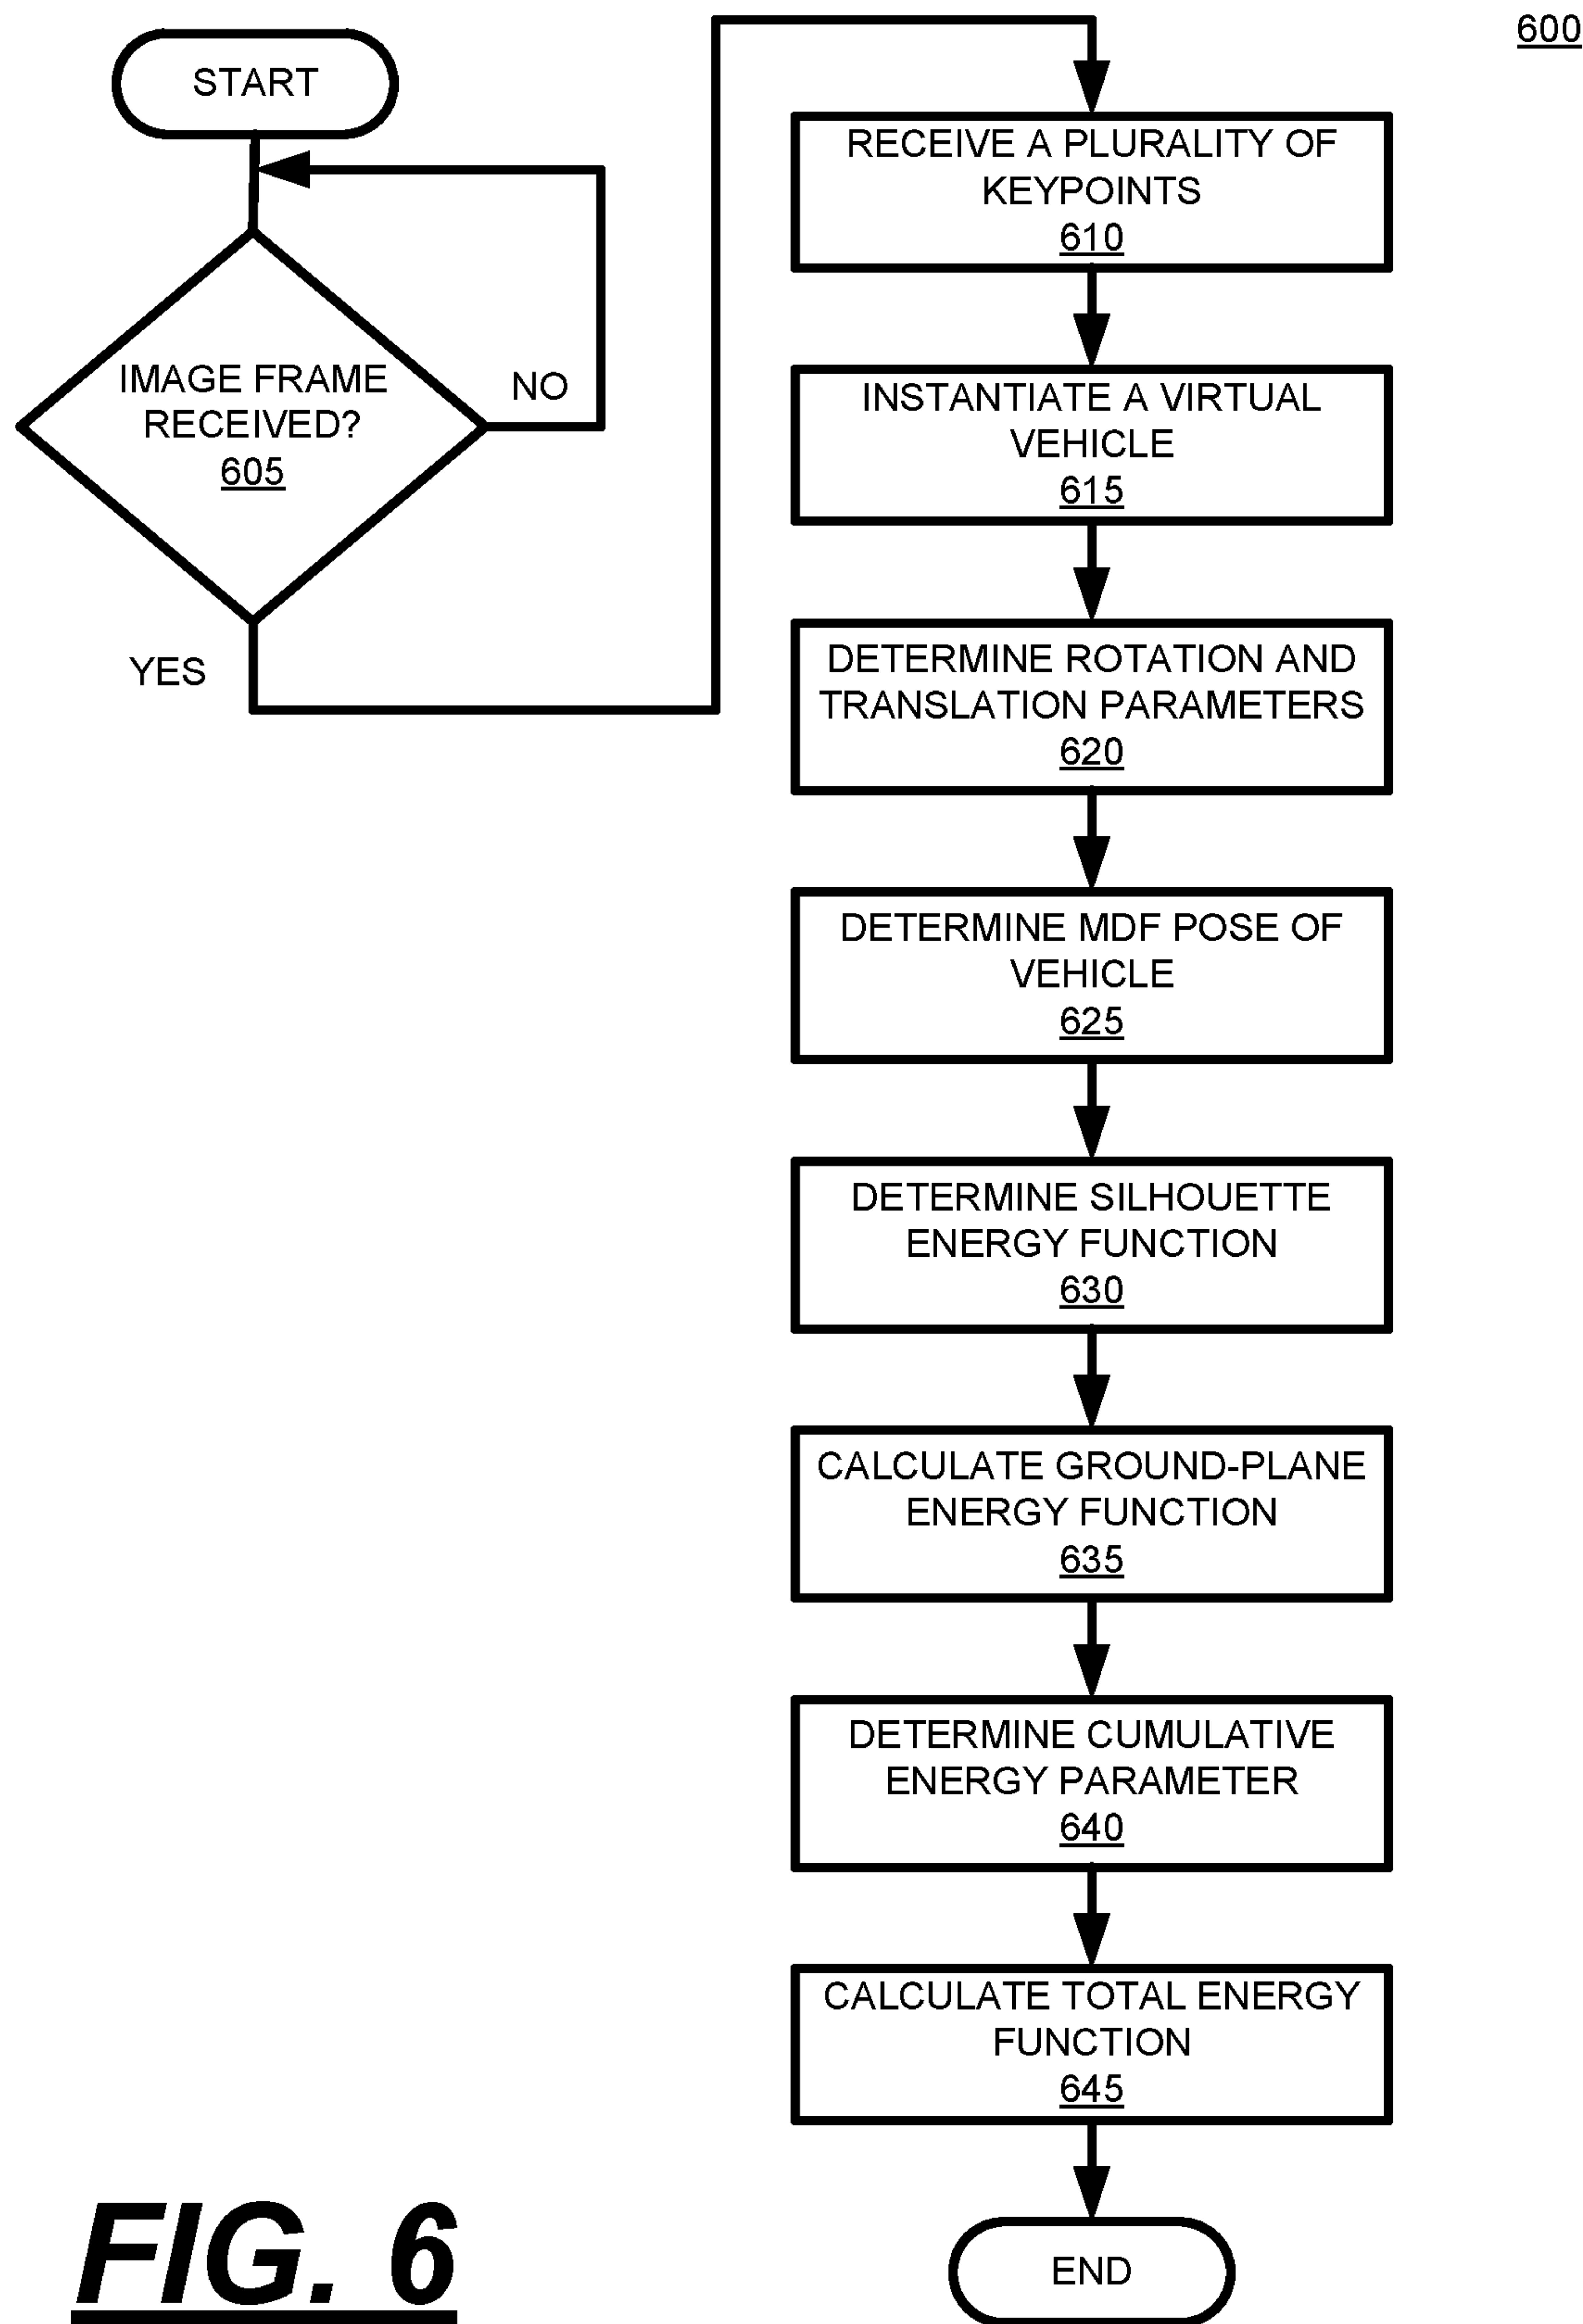 600
START
IMAGE FRAME
RECEIVED?
605
NO
YES
RECEIVE A PLURALITY OF
KEYPOINTS
610
INSTANTIATE A VIRTUAL
VEHICLE
615
DETERMINE ROTATION AND
TRANSLATION PARAMETERS
620
DETERMINE MDF POSE OF
VEHICLE
625
DETERMINE SILHOUETTE
ENERGY FUNCTION
630
CALCULATE GROUND-PLANE
ENERGY FUNCTION
635
DETERMINE CUMULATIVE
ENERGY PARAMETER
640
CALCULATE TOTAL ENERGY
FUNCTION
645
END
FIG. 6